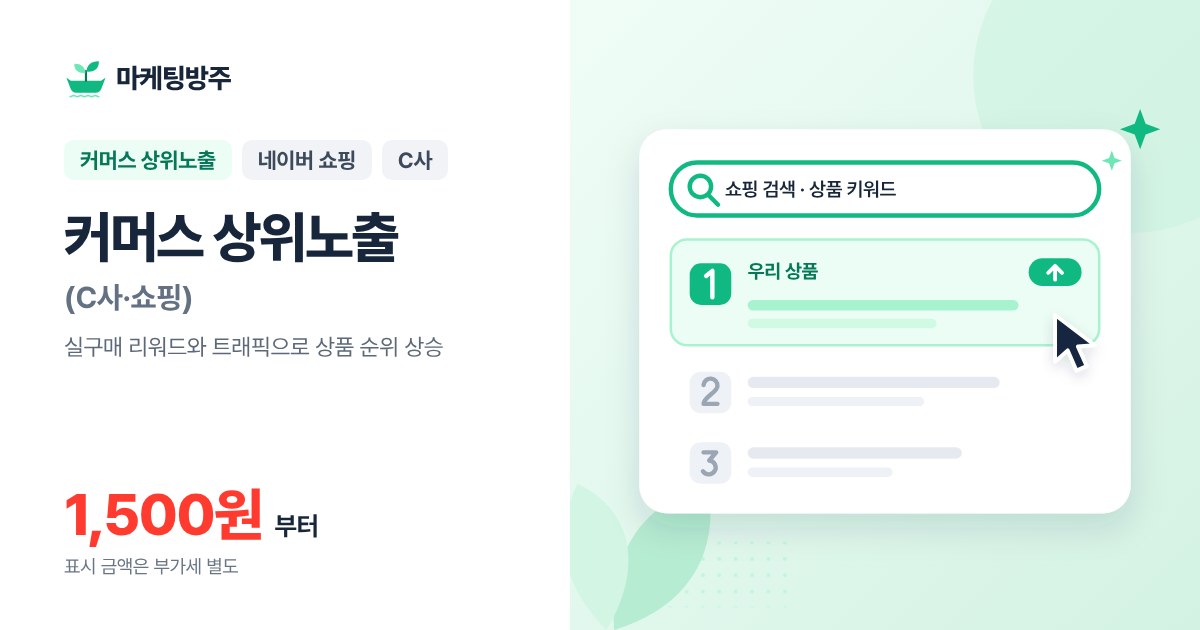 마케팅방주
커머스 상위노출
네이버 쇼핑
C사
커머스 상위노출
(C사·쇼핑)
실구매 리워드와 트래픽으로 상품 순위 상승
1,500원 부터
표시 금액은 부가세 별도
쇼핑 검색 · 상품 키워드
1
우리 상품
2
3